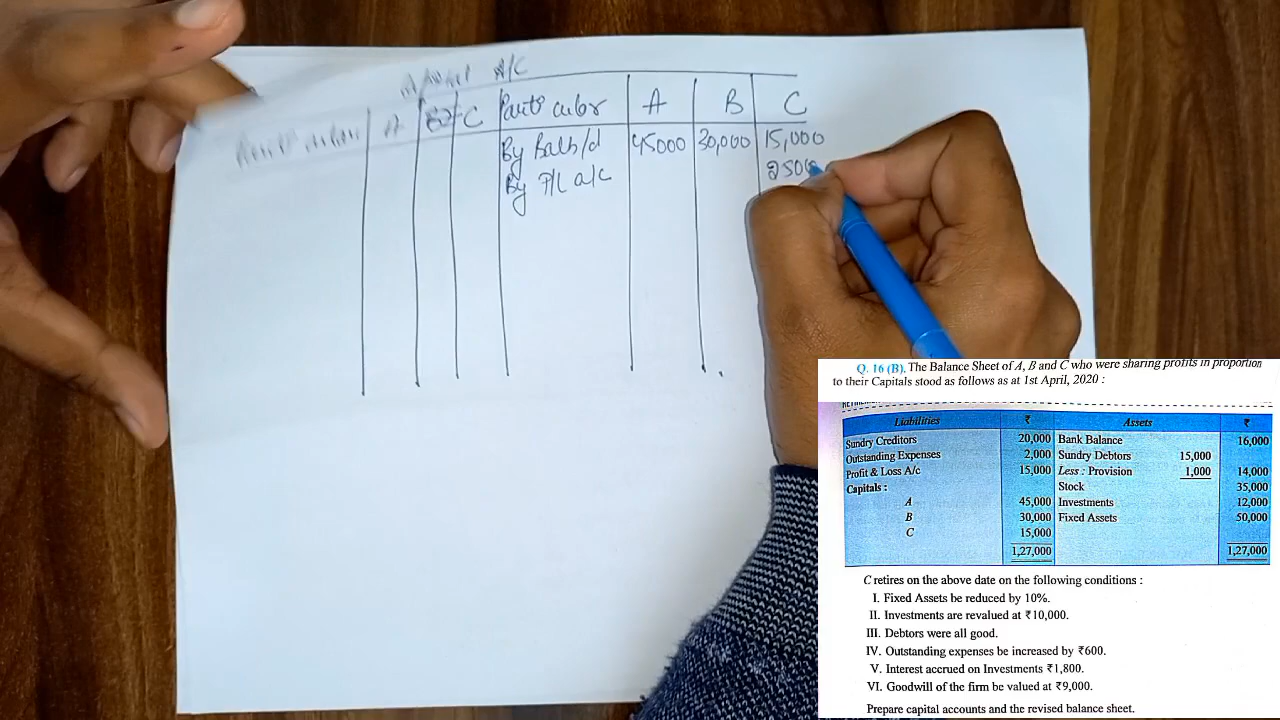 A/C
A B C Particular A B C
By Balb/d 45000 30,000 15,000
By P/L a/c 2500
Q. 16 (B). The Balance Sheet of A, B and C who were sharing profits in proportion
to their Capitals stood as follows as at 1st April, 2020 :
Liabilities ₹ Assets ₹
Sundry Creditors 20,000 Bank Balance 16,000
Outstanding Expenses 2,000 Sundry Debtors 15,000
Profit & Loss A/c 15,000 Less : Provision 1,000 14,000
Capitals : Stock 35,000
A 45,000 Investments 12,000
B 30,000 Fixed Assets 50,000
C 15,000
1,27,000 1,27,000
C retires on the above date on the following conditions :
I. Fixed Assets be reduced by 10%.
II. Investments are revalued at ₹10,000.
III. Debtors were all good.
IV. Outstanding expenses be increased by ₹600.
V. Interest accrued on Investments ₹1,800.
VI. Goodwill of the firm be valued at ₹9,000.
Prepare capital accounts and the revised balance sheet.